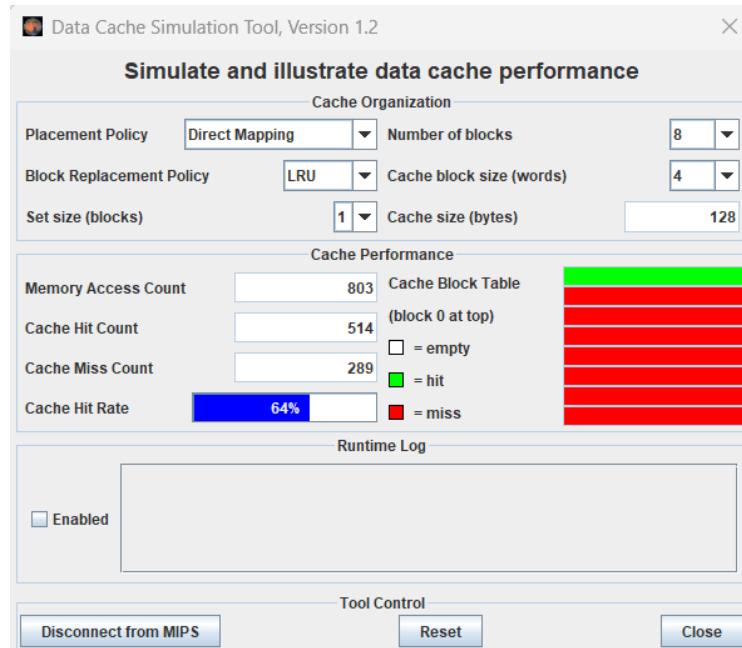 Data Cache Simulation Tool, Version 1.2
Simulate and illustrate data cache performance
Cache Organization
Placement Policy Direct Mapping Number of blocks 8
Block Replacement Policy LRU Cache block size (words) 4
Set size (blocks) 1 Cache size (bytes) 128
Cache Performance
Memory Access Count 803 Cache Block Table
(block 0 at top)
Cache Hit Count 514
= empty
Cache Miss Count 289
= hit
Cache Hit Rate 64%
= miss
Runtime Log
Enabled
Tool Control
Disconnect from MIPS Reset Close